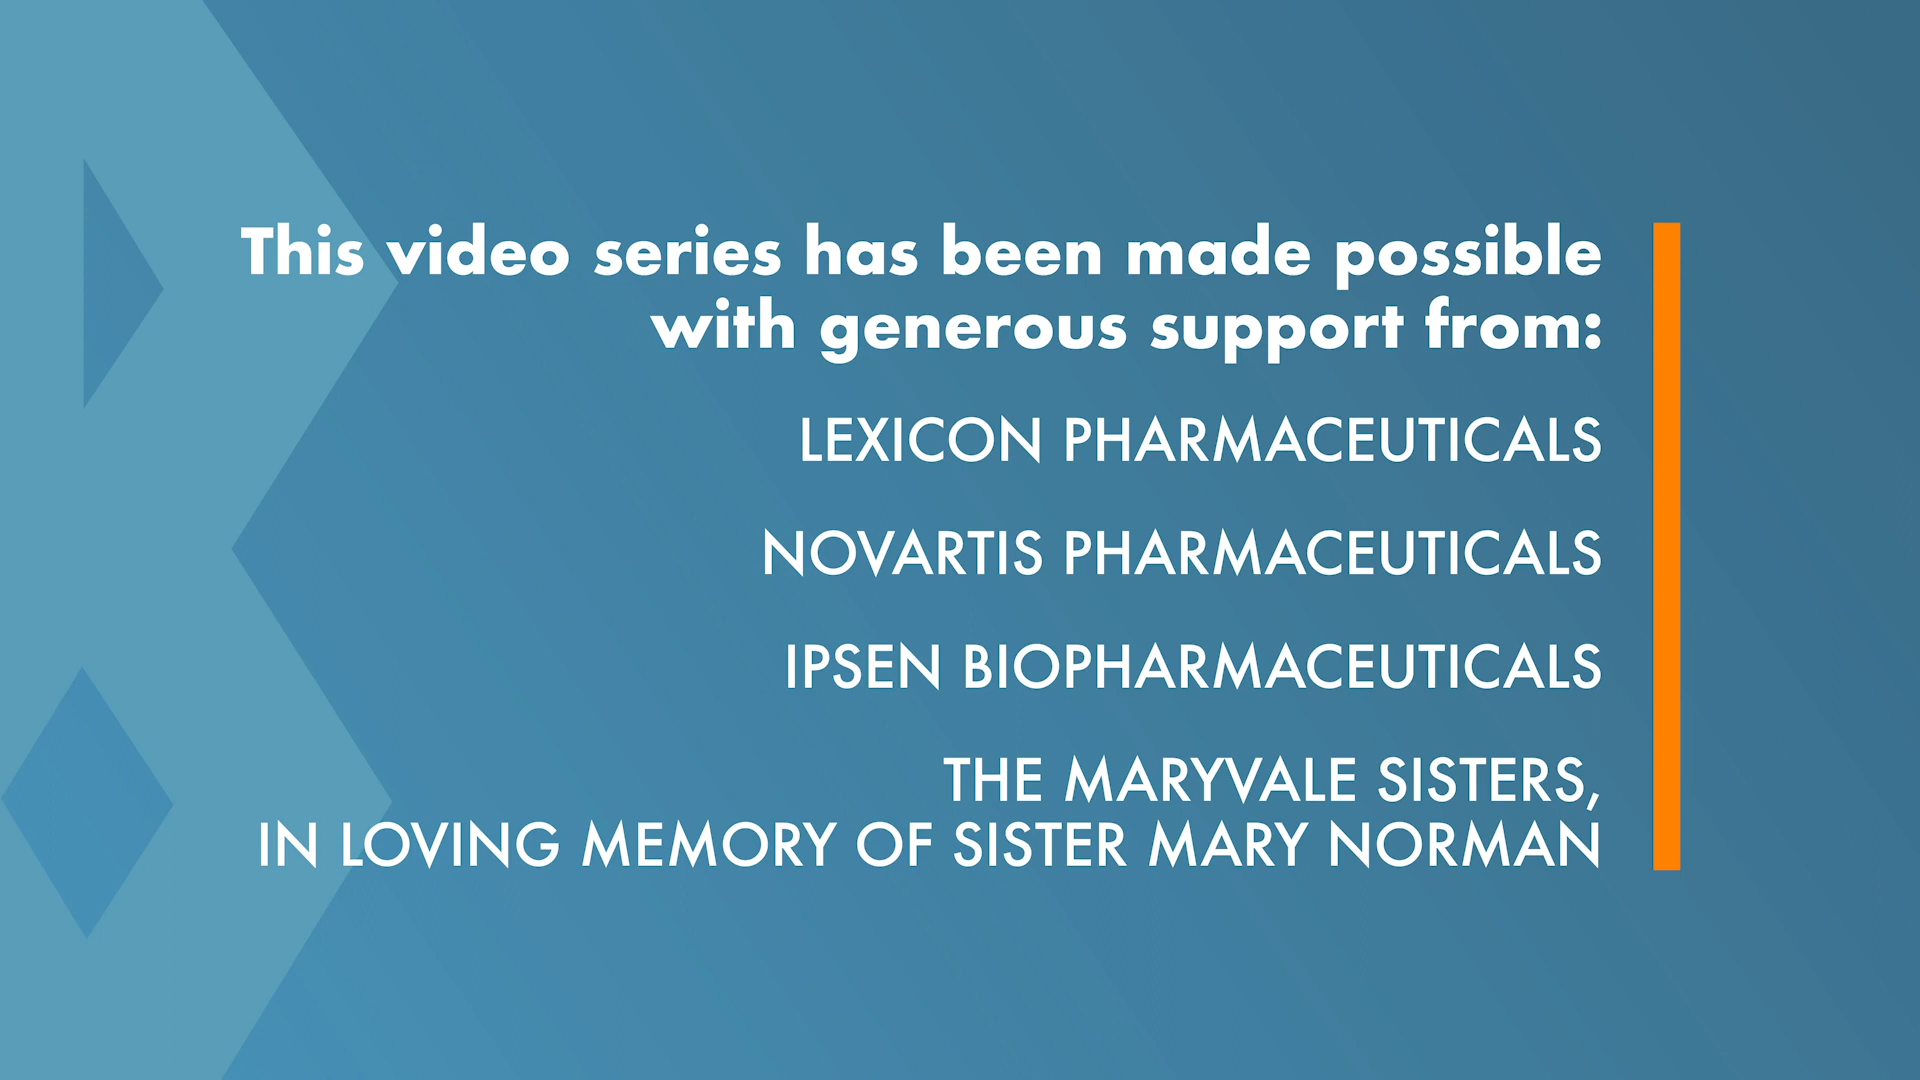 This video series has been made possible
with generous support from:
LEXICON PHARMACEUTICALS
NOVARTIS PHARMACEUTICALS
IPSEN BIOPHARMACEUTICALS
THE MARYVALE SISTERS,
IN LOVING MEMORY OF SISTER MARY NORMAN